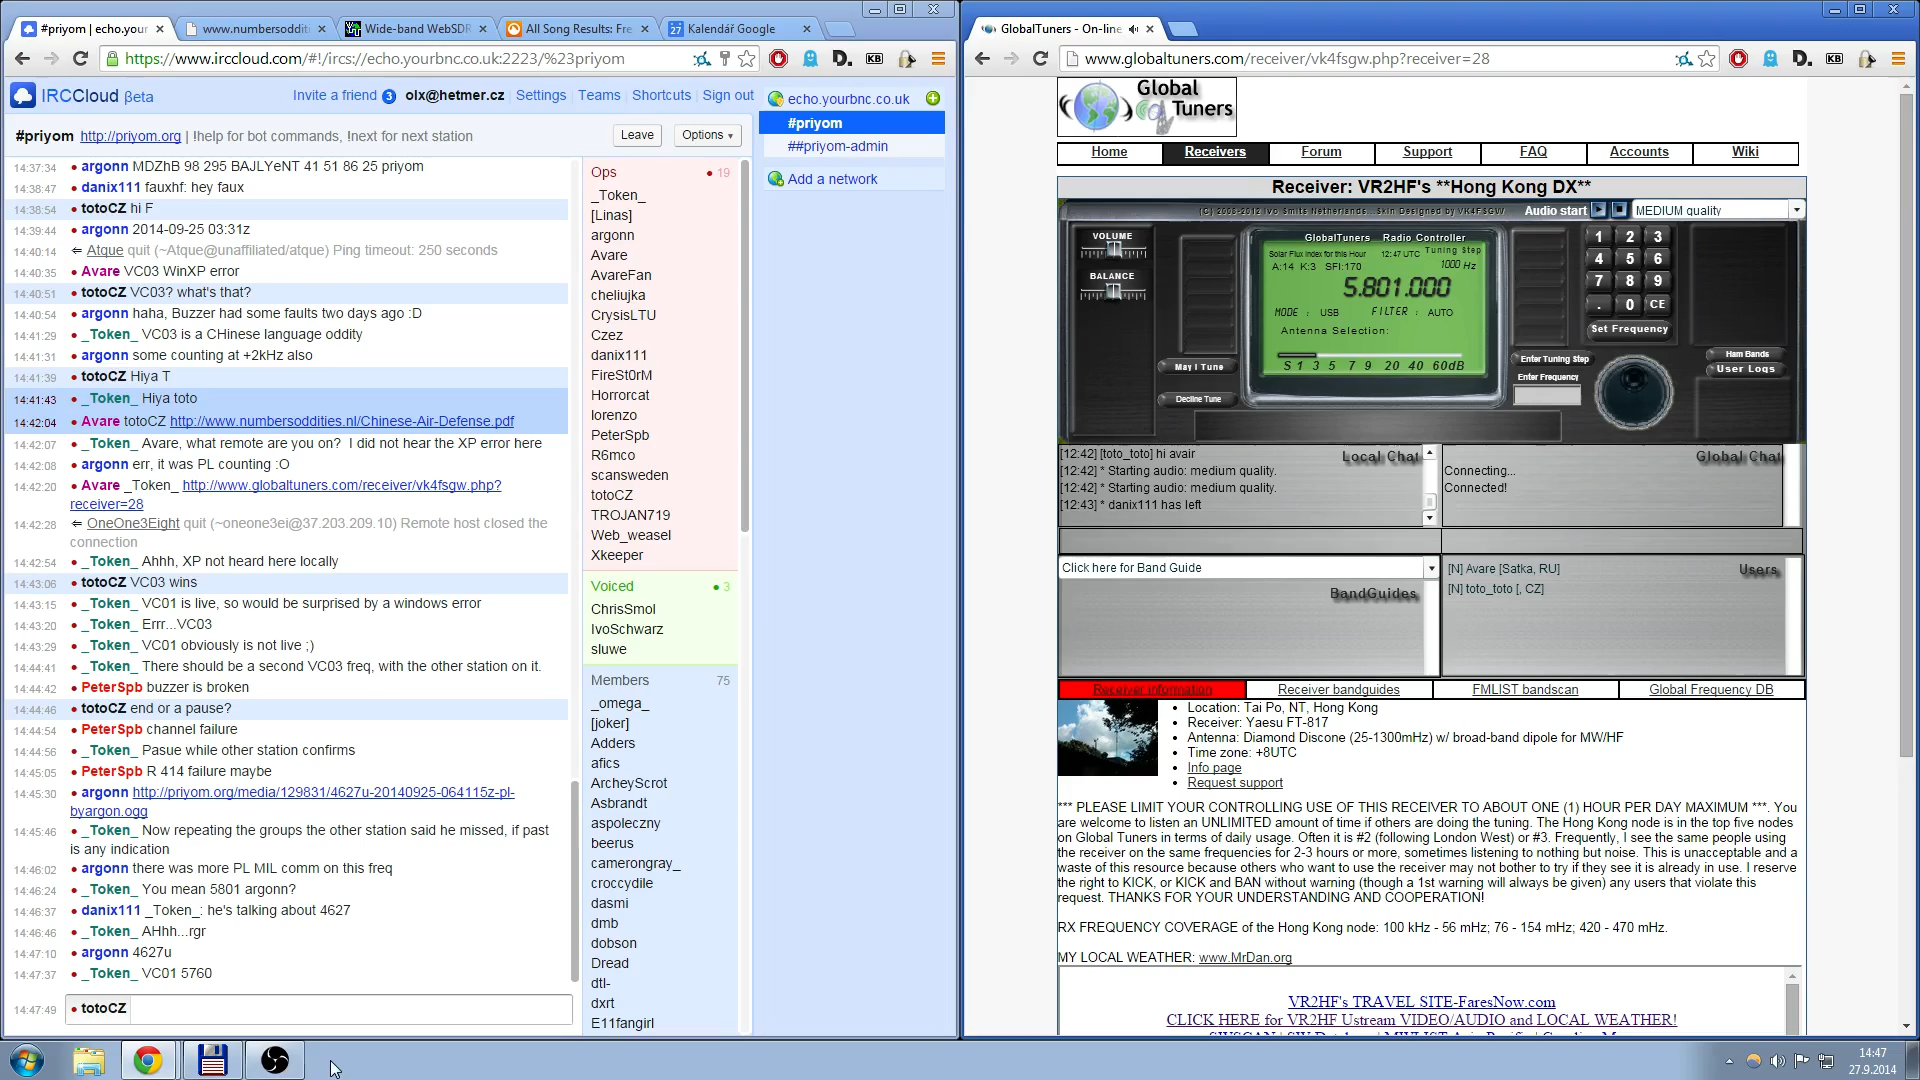 #priyom | echo.your
www.numbersoddit
Wide-band WebSDR
All Song Results: Fre
Kalendář Google
https://www.irccloud.com/#!/ircs://echo.yourbnc.co.uk:2223/%23priyom
IRCCloud βeta
Invite a friend 3 olx@hetmer.cz Settings Teams Shortcuts Sign out
#priyom http://priyom.org | !help for bot commands, !next for next station
Leave
Options
14:37:34 argonn MDZhB 98 295 BAJLYeNT 41 51 86 25 priyom
14:38:47 danix111 fauxhf: hey faux
14:38:54 totoCZ hi F
14:39:44 argonn 2014-09-25 03:31z
14:40:14 ⇐ Atque quit (~Atque@unaffiliated/atque) Ping timeout: 250 seconds
14:40:35 Avare VC03 WinXP error
14:40:51 totoCZ VC03? what's that?
14:40:54 argonn haha, Buzzer had some faults two days ago :D
14:41:29 _Token_ VC03 is a CHinese language oddity
14:41:31 argonn some counting at +2kHz also
14:41:39 totoCZ Hiya T
14:41:43 _Token_ Hiya toto
14:42:04 Avare totoCZ http://www.numbersoddities.nl/Chinese-Air-Defense.pdf
14:42:07 _Token_ Avare, what remote are you on? I did not hear the XP error here
14:42:08 argonn err, it was PL counting :O
14:42:20 Avare _Token_ http://www.globaltuners.com/receiver/vk4fsgw.php?
receiver=28
14:42:28 ⇐ OneOne3Eight quit (~oneone3ei@37.203.209.10) Remote host closed the
connection
14:42:54 _Token_ Ahhh, XP not heard here locally
14:43:06 totoCZ VC03 wins
14:43:15 _Token_ VC01 is live, so would be surprised by a windows error
14:43:20 _Token_ Errr...VC03
14:43:29 _Token_ VC01 obviously is not live ;)
14:44:41 _Token_ There should be a second VC03 freq, with the other station on it.
14:44:42 PeterSpb buzzer is broken
14:44:46 totoCZ end or a pause?
14:44:54 PeterSpb channel failure
14:44:56 _Token_ Pasue while other station confirms
14:45:05 PeterSpb R 414 failure maybe
14:45:30 argonn http://priyom.org/media/129831/4627u-20140925-064115z-pl-
byargon.ogg
14:45:46 _Token_ Now repeating the groups the other station said he missed, if past
is any indication
14:46:02 argonn there was more PL MIL comm on this freq
14:46:24 _Token_ You mean 5801 argonn?
14:46:37 danix111 _Token_: he's talking about 4627
14:46:46 _Token_ AHhh...rgr
14:47:10 argonn 4627u
14:47:37 _Token_ VC01 5760
14:47:49 totoCZ
Ops 19
_Token_
[Linas]
argonn
Avare
AvareFan
cheliujka
CrysisLTU
Czez
danix111
FireSt0rM
Horrorcat
lorenzo
PeterSpb
R6mco
scansweden
totoCZ
TROJAN719
Web_weasel
Xkeeper
Voiced 3
ChrisSmol
IvoSchwarz
sluwe
Members 75
_omega_
[joker]
Adders
afics
ArcheyScrot
Asbrandt
aspoleczny
beerus
camerongray_
croccydile
dasmi
dmb
dobson
Dread
dtl-
dxrt
E11fangirl
echo.yourbnc.co.uk
#priyom
##priyom-admin
Add a network
GlobalTuners - On-line
www.globaltuners.com/receiver/vk4fsgw.php?receiver=28
Global Tuners
Home Receivers Forum Support FAQ Accounts Wiki
Receiver: VR2HF's **Hong Kong DX**
(C) 2003-2012 Ivo Smits Netherlands...Skin Designed by VK4FSGW
Audio start
MEDIUM quality
VOLUME
BALANCE
GlobalTuners Radio Controller
Solar Flux Index for this Hour 12:47 UTC Tuning Step
A:14 K:3 SFI:170 1000 Hz
5.801.000
MODE : USB FILTER : AUTO
Antenna Selection:
S 1 3 5 7 9 20 40 60dB
May I Tune
Decline Tune
1 2 3
4 5 6
7 8 9
. 0 CE
Set Frequency
Enter Tuning Step
Enter Frequency
Ham Bands
User Logs
[12:42] [toto_toto] hi avair
[12:42] * Starting audio: medium quality.
[12:42] * Starting audio: medium quality.
[12:43] * danix111 has left
Local Chat
Connecting...
Connected!
Global Chat
Click here for Band Guide
BandGuides
[N] Avare [Satka, RU]
[N] toto_toto [, CZ]
Users
Receiver information Receiver bandguides FMLIST bandscan Global Frequency DB
Location: Tai Po, NT, Hong Kong
Receiver: Yaesu FT-817
Antenna: Diamond Discone (25-1300mHz) w/ broad-band dipole for MW/HF
Time zone: +8UTC
Info page
Request support
*** PLEASE LIMIT YOUR CONTROLLING USE OF THIS RECEIVER TO ABOUT ONE (1) HOUR PER DAY MAXIMUM ***. You
are welcome to listen an UNLIMITED amount of time if others are doing the tuning. The Hong Kong node is in the top five nodes
on Global Tuners in terms of daily usage. Often it is #2 (following London West) or #3. Frequently, I see the same people using
the receiver on the same frequencies for 2-3 hours or more, sometimes listening to nothing but noise. This is unacceptable and a
waste of this resource because others who want to use the receiver may not bother to try if they see it is already in use. I reserve
the right to KICK, or KICK and BAN without warning (though a 1st warning will always be given) any users that violate this
request. THANKS FOR YOUR UNDERSTANDING AND COOPERATION!
RX FREQUENCY COVERAGE of the Hong Kong node: 100 kHz - 56 mHz; 76 - 154 mHz; 420 - 470 mHz.
MY LOCAL WEATHER: www.MrDan.org
VR2HF's TRAVEL SITE-FaresNow.com
CLICK HERE for VR2HF Ustream VIDEO/AUDIO and LOCAL WEATHER!
14:47
27.9.2014